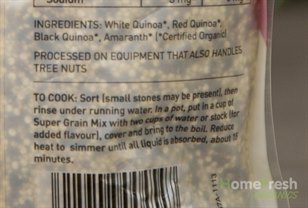 Sodium
INGREDIENTS: White Quinoa*, Red Quinoa*,
Black Quinoa*, Amaranth* (*Certified Organic)
PROCESSED ON EQUIPMENT THAT ALSO HANDLES
TREE NUTS
TO COOK: Sort (small stones may be present), then
rinse under running water. In a pot, put in a cup of
Super Grain Mix with two cups of water or stock (for
added flavour), cover and bring to the boil. Reduce
heat to simmer until all liquid is absorbed, about
minutes.